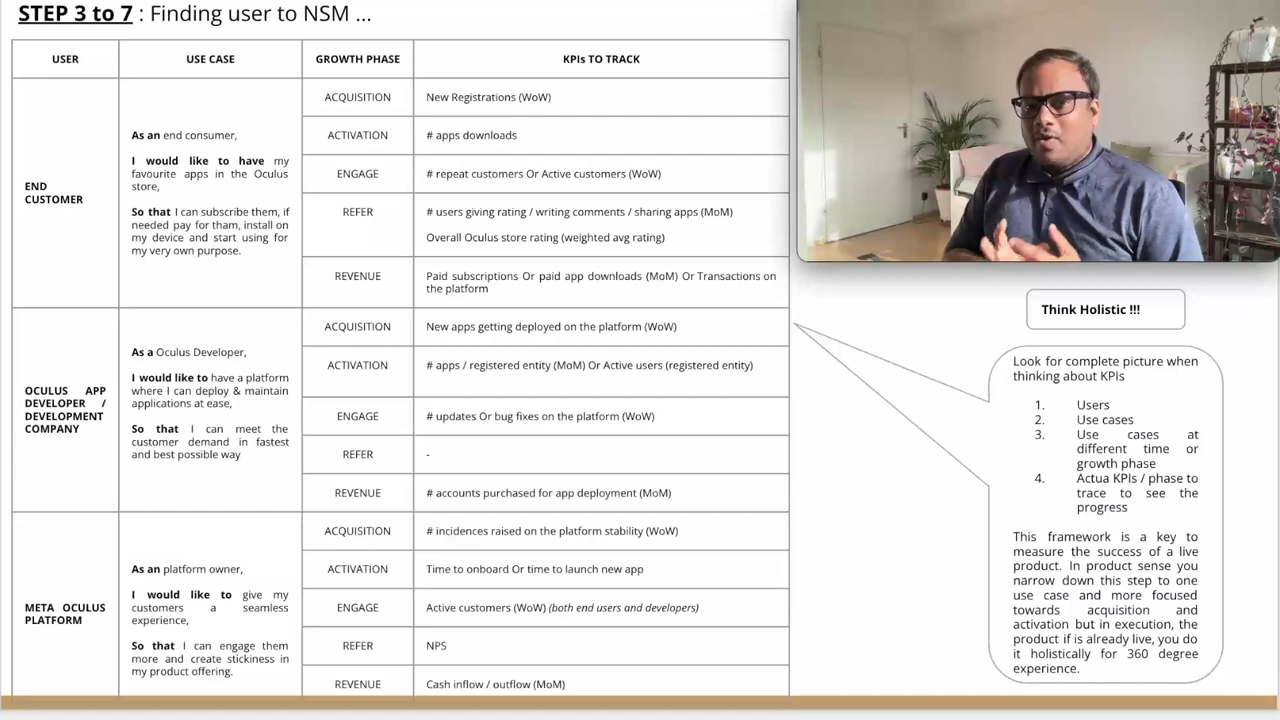 STEP 3 to 7 : Finding user to NSM ...
USER
USE CASE
GROWTH PHASE
KPIs TO TRACK
END
CUSTOMER
As an end consumer,
I would like to have my
favourite apps in the Oculus
store,
So that I can subscribe them, if
needed pay for tham, install on
my device and start using for
my very own purpose.
ACQUISITION
New Registrations (WoW)
ACTIVATION
# apps downloads
ENGAGE
# repeat customers Or Active customers (WoW)
REFER
# users giving rating / writing comments / sharing apps (MoM)
Overall Oculus store rating (weighted avg rating)
REVENUE
Paid subscriptions Or paid app downloads (MoM) Or Transactions on
the platform
OCULUS APP
DEVELOPER /
DEVELOPMENT
COMPANY
As a Oculus Developer,
I would like to have a platform
where I can deploy & maintain
applications at ease,
So that I can meet the
customer demand in fastest
and best possible way
ACQUISITION
New apps getting deployed on the platform (WoW)
ACTIVATION
# apps / registered entity (MoM) Or Active users (registered entity)
ENGAGE
# updates Or bug fixes on the platform (WoW)
REFER
-
REVENUE
# accounts purchased for app deployment (MoM)
META OCULUS
PLATFORM
As an platform owner,
I would like to give my
customers a seamless
experience,
So that I can engage them
more and create stickiness in
my product offering.
ACQUISITION
# incidences raised on the platform stability (WoW)
ACTIVATION
Time to onboard Or time to launch new app
ENGAGE
Active customers (WoW) (both end users and developers)
REFER
NPS
REVENUE
Cash inflow / outflow (MoM)
Think Holistic !!!
Look for complete picture when
thinking about KPIs
1. Users
2. Use cases
3. Use cases at
different time or
growth phase
4. Actua KPIs / phase to
trace to see the
progress
This framework is a key to
measure the success of a live
product. In product sense you
narrow down this step to one
use case and more focused
towards acquisition and
activation but in execution, the
product if is already live, you do
it holistically for 360 degree
experience.